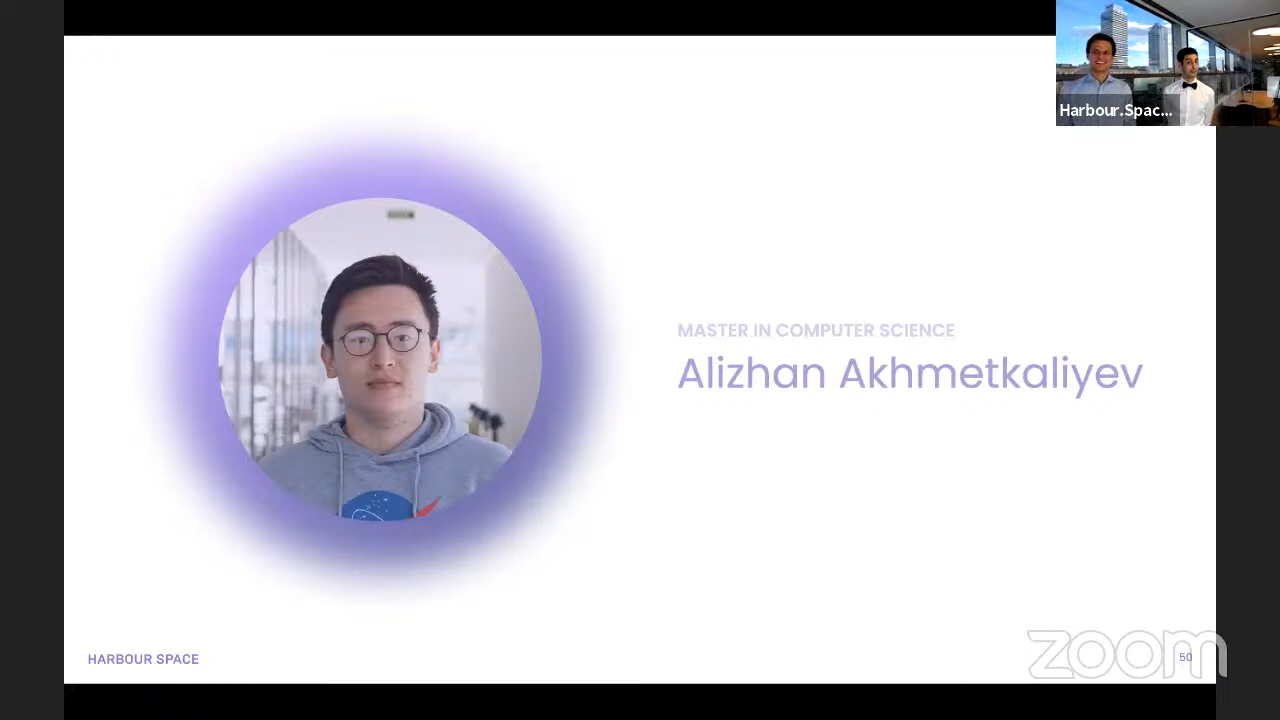 Harbour.Spac...
MASTER IN COMPUTER SCIENCE
Alizhan Akhmetkaliyev
HARBOUR SPACE
zoom
50